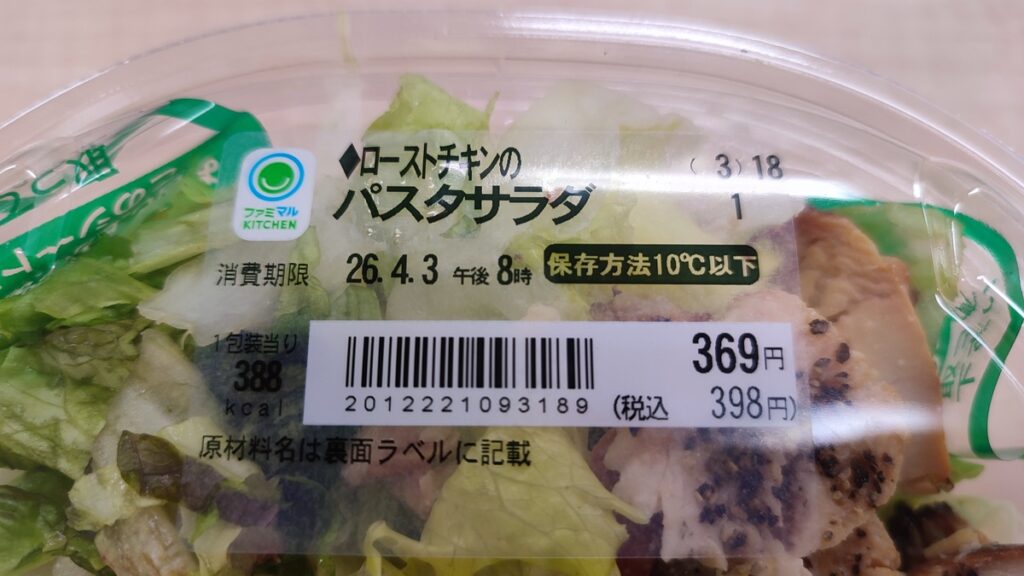 ◆ローストチキンの
パスタサラダ
(3)18
1
ファミマル
KITCHEN
消費期限 26.4.3 午後8時
保存方法10℃以下
1包装当り
388
kcal
369円
2012221093189
(税込 398円)
原材料名は裏面ラベルに記載